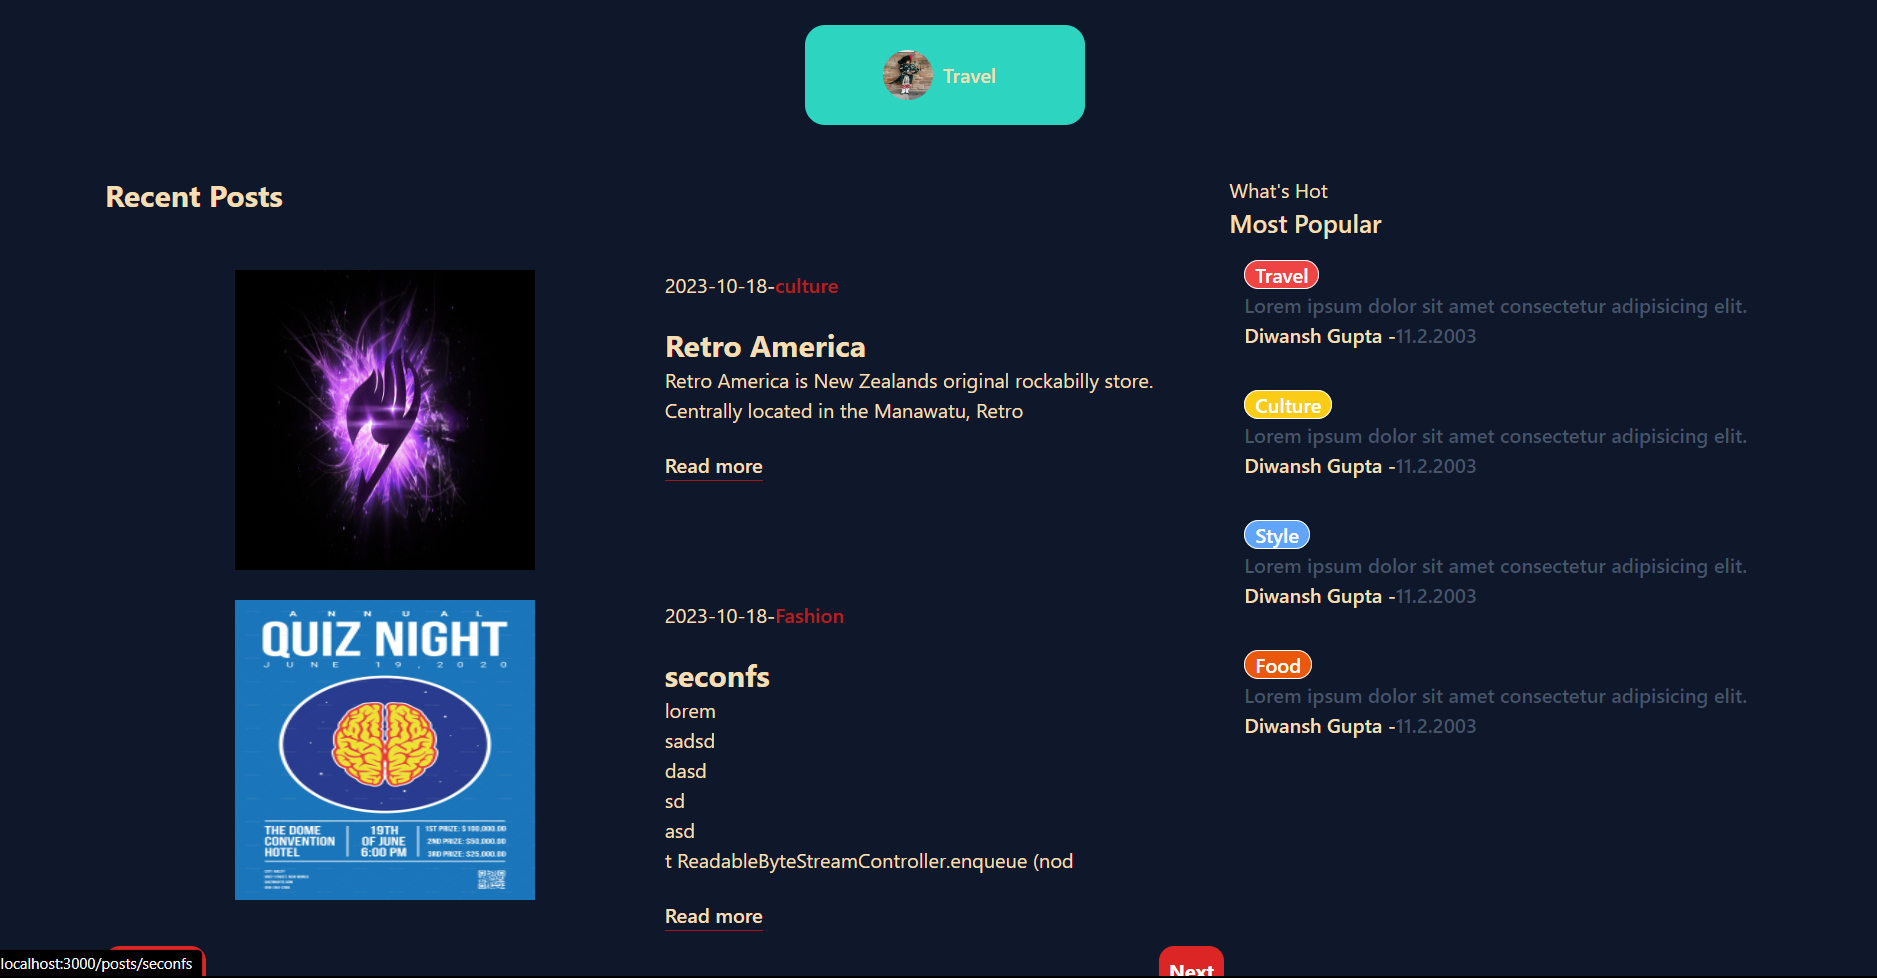 Travel
Recent Posts
2023-10-18-culture
Retro America
Retro America is New Zealands original rockabilly store.
Centrally located in the Manawatu, Retro
Read more
ANNUAL
QUIZ NIGHT
JUNE 19, 2020
THE DOME
CONVENTION
HOTEL
19TH
OF JUNE
6:00 PM
1ST PRIZE: $100,000.00
2ND PRIZE: $50,000.00
3RD PRIZE: $25,000.00
2023-10-18-Fashion
seconfs
lorem
sadsd
dasd
sd
asd
t ReadableByteStreamController.enqueue (nod
Read more
What's Hot
Most Popular
Travel
Lorem ipsum dolor sit amet consectetur adipisicing elit.
Diwansh Gupta -11.2.2003
Culture
Lorem ipsum dolor sit amet consectetur adipisicing elit.
Diwansh Gupta -11.2.2003
Style
Lorem ipsum dolor sit amet consectetur adipisicing elit.
Diwansh Gupta -11.2.2003
Food
Lorem ipsum dolor sit amet consectetur adipisicing elit.
Diwansh Gupta -11.2.2003
Next
localhost:3000/posts/seconfs